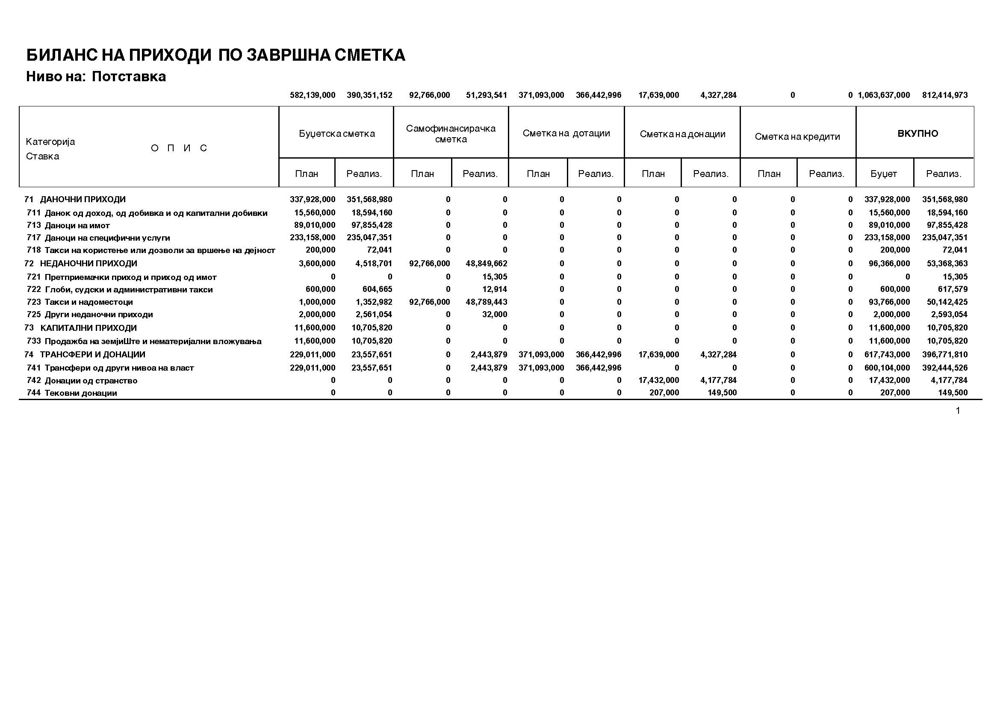 БИЛАНС НА ПРИХОДИ ПО ЗАВРШНА СМЕТКА
Ниво на: Потставка
582,139,000 390,351,152 92,766,000 51,293,541 371,093,000 366,442,996 17,639,000 4,327,284 0 0 1,063,637,000 812,414,973
Категорија
Ставка
О П И С
Буџетска сметка
Самофинансирачка
сметка
Сметка на дотации
Сметка на донации
Сметка на кредити
ВКУПНО
План Реализ. План Реализ. План Реализ. План Реализ. План Реализ. Буџет Реализ.
71 ДАНОЧНИ ПРИХОДИ 337,928,000 351,568,980 0 0 0 0 0 0 0 0 337,928,000 351,568,980
711 Данок од доход, од добивка и од капитални добивки 15,560,000 18,594,160 0 0 0 0 0 0 0 0 15,560,000 18,594,160
713 Даноци на имот 89,010,000 97,855,428 0 0 0 0 0 0 0 0 89,010,000 97,855,428
717 Даноци на специфични услуги 233,158,000 235,047,351 0 0 0 0 0 0 0 0 233,158,000 235,047,351
718 Такси на користење или дозволи за вршење на дејност 200,000 72,041 0 0 0 0 0 0 0 0 200,000 72,041
72 НЕДАНОЧНИ ПРИХОДИ 3,600,000 4,518,701 92,766,000 48,849,662 0 0 0 0 0 0 96,366,000 53,368,363
721 Претприемачки приход и приход од имот 0 0 0 15,305 0 0 0 0 0 0 0 15,305
722 Глоби, судски и административни такси 600,000 604,665 0 12,914 0 0 0 0 0 0 600,000 617,579
723 Такси и надоместоци 1,000,000 1,352,982 92,766,000 48,789,443 0 0 0 0 0 0 93,766,000 50,142,425
725 Други неданочни приходи 2,000,000 2,561,054 0 32,000 0 0 0 0 0 0 2,000,000 2,593,054
73 КАПИТАЛНИ ПРИХОДИ 11,600,000 10,705,820 0 0 0 0 0 0 0 0 11,600,000 10,705,820
733 Продажба на земјиШте и нематеријални вложувања 11,600,000 10,705,820 0 0 0 0 0 0 0 0 11,600,000 10,705,820
74 ТРАНСФЕРИ И ДОНАЦИИ 229,011,000 23,557,651 0 2,443,879 371,093,000 366,442,996 17,639,000 4,327,284 0 0 617,743,000 396,771,810
741 Трансфери од други нивоа на власт 229,011,000 23,557,651 0 2,443,879 371,093,000 366,442,996 0 0 0 0 600,104,000 392,444,526
742 Донации од странство 0 0 0 0 0 0 17,432,000 4,177,784 0 0 17,432,000 4,177,784
744 Тековни донации 0 0 0 0 0 0 207,000 149,500 0 0 207,000 149,500
1